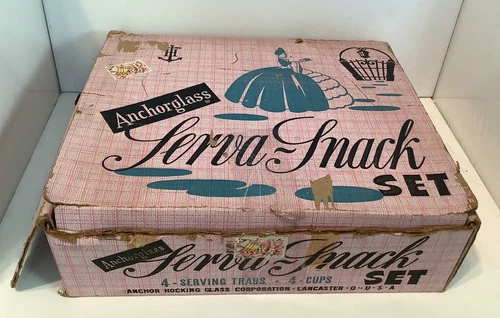 Anchorglass
Serva-Snack
SET
Anchorglass
Serva-Snack
SET
4-SERVING TRAYS - 4-CUPS
ANCHOR HOCKING GLASS CORPORATION-LANCASTER-O-U-S-A